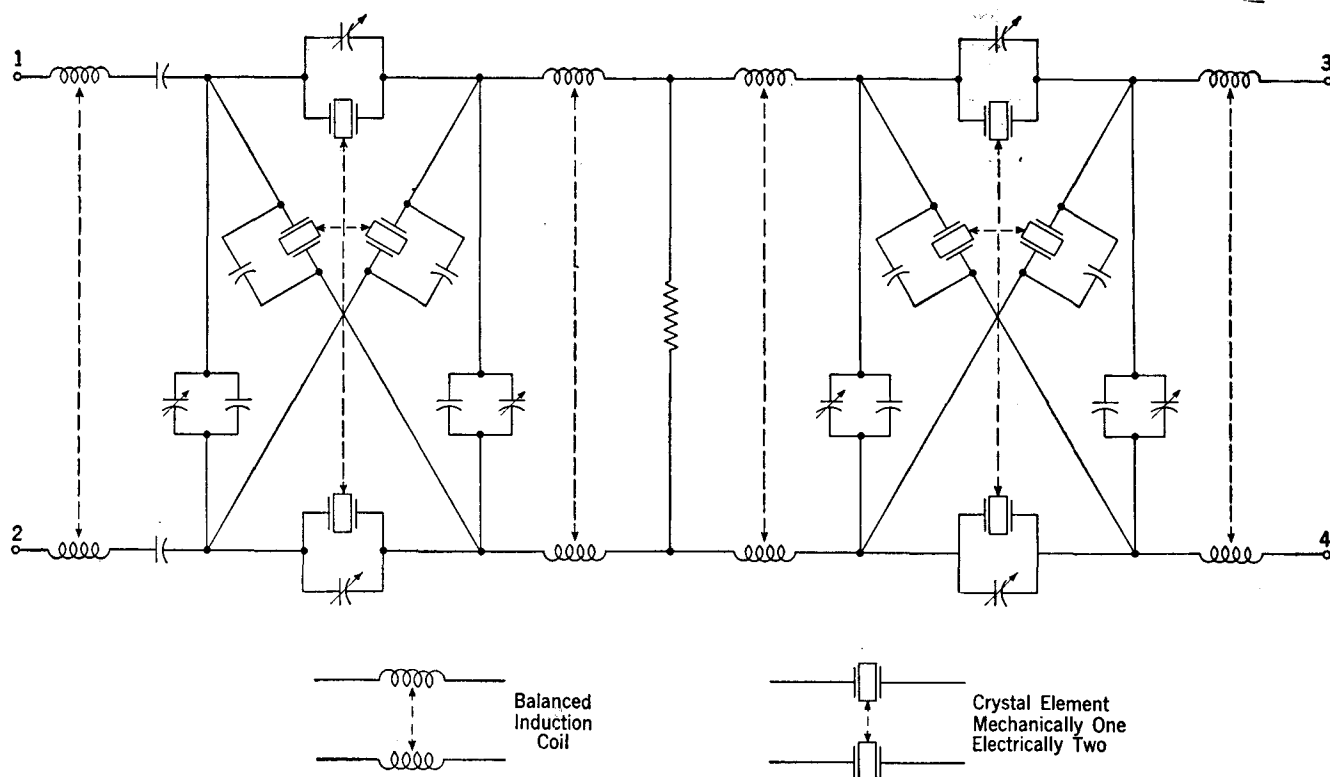 1
3
2
4
Balanced
Induction
Coil
Crystal Element
Mechanically One
Electrically Two